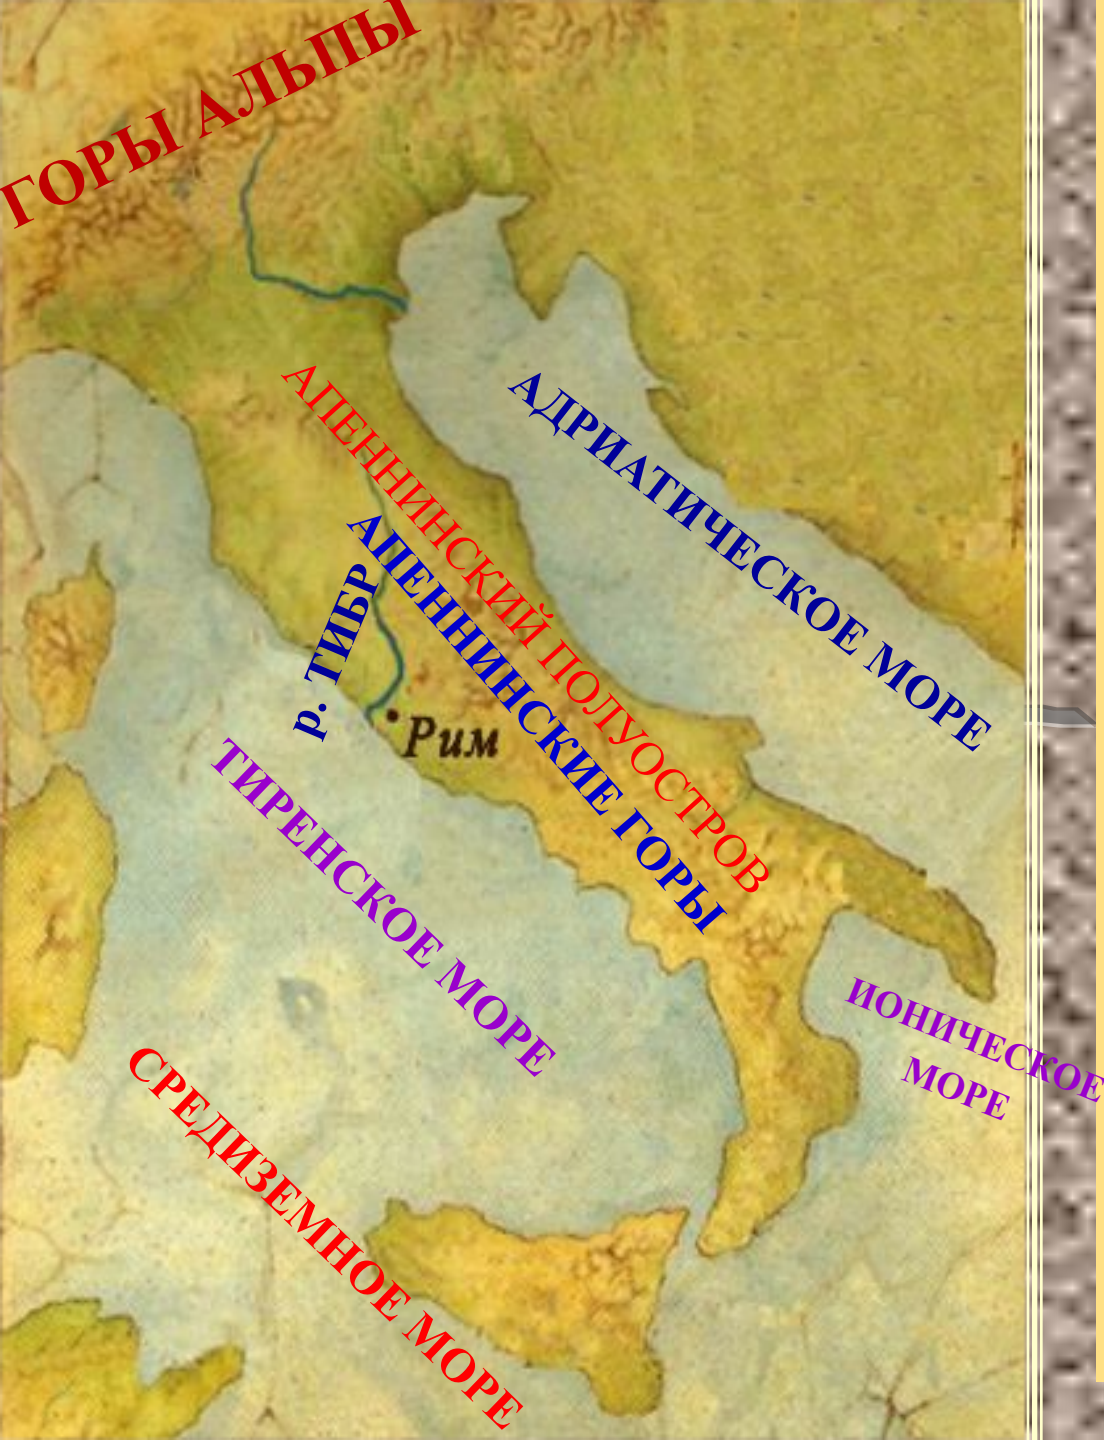 ГОРЫ АЛЬПЫ
АПЕННИНСКИЙ ПОЛУОСТРОВ
АДРИАТИЧЕСКОЕ МОРЕ
АПЕННИНСКИЕ ГОРЫ
р. ТИБР
Рим
ТИРЕНСКОЕ МОРЕ
ИОНИЧЕСКОЕ
МОРЕ
СРЕДИЗЕМНОЕ МОРЕ